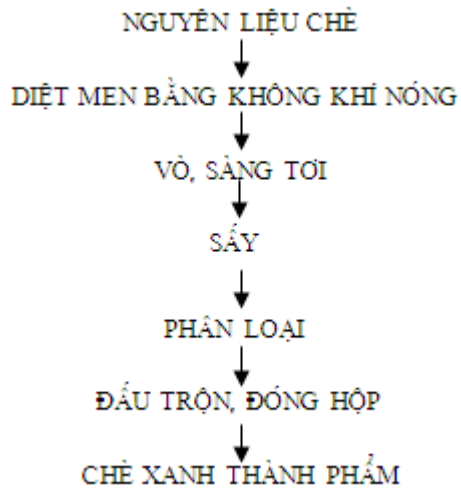 NGUYÊN LIỆU CHÈ
DIỆT MEN BẰNG KHÔNG KHÍ NÓNG
VÒ, SÀNG TƠI
SẤY
PHÂN LOẠI
ĐẤU TRỘN, ĐÓNG HỘP
CHÈ XANH THÀNH PHẨM